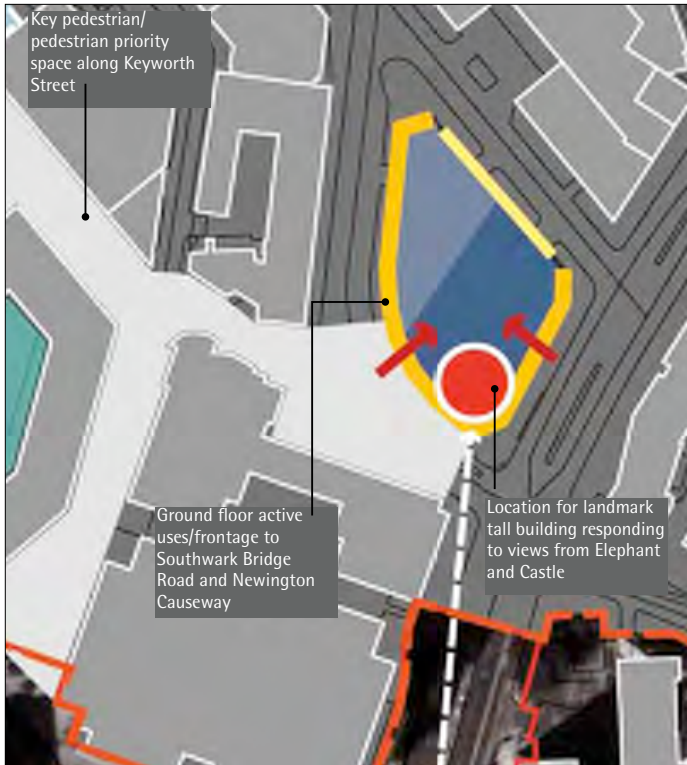 Key pedestrian/
pedestrian priority
space along Keyworth
Street
Ground floor active
uses/frontage to
Southwark Bridge
Road and Newington
Causeway
Location for landmark
tall building responding
to views from Elephant
and Castle